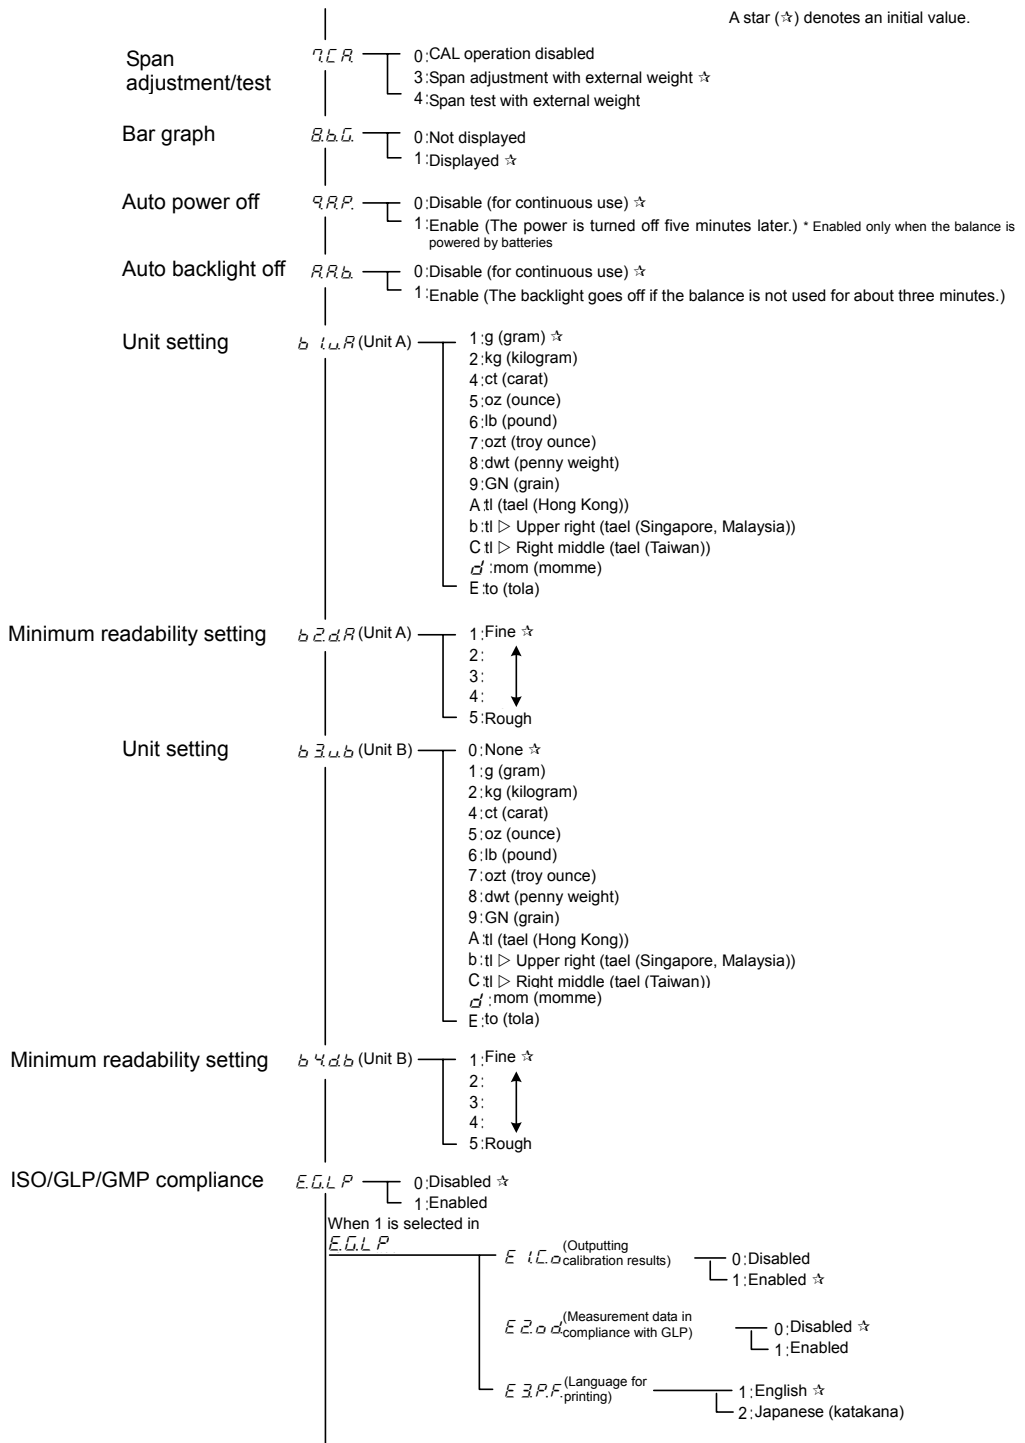 A star (☆) denotes an initial value.
Span
adjustment/test
7.C A.
0:CAL operation disabled
3:Span adjustment with external weight ☆
4:Span test with external weight
Bar graph
8.b.G.
0:Not displayed
1:Displayed ☆
Auto power off
9.A.P.
0:Disable (for continuous use) ☆
1:Enable (The power is turned off five minutes later.) * Enabled only when the balance is
powered by batteries
Auto backlight off
A.A.b.
0:Disable (for continuous use) ☆
1:Enable (The backlight goes off if the balance is not used for about three minutes.)
Unit setting
b 1.u.A (Unit A)
1:g (gram) ☆
2:kg (kilogram)
4:ct (carat)
5:oz (ounce)
6:lb (pound)
7:ozt (troy ounce)
8:dwt (penny weight)
9:GN (grain)
A:tl (tael (Hong Kong))
b:tl ▷ Upper right (tael (Singapore, Malaysia))
C:tl ▷ Right middle (tael (Taiwan))
d:mom (momme)
E:to (tola)
Minimum readability setting
b 2.d.A (Unit A)
1:Fine ☆
2:
3:
4:
5:Rough
Unit setting
b 3.u.b (Unit B)
0:None ☆
1:g (gram)
2:kg (kilogram)
4:ct (carat)
5:oz (ounce)
6:lb (pound)
7:ozt (troy ounce)
8:dwt (penny weight)
9:GN (grain)
A:tl (tael (Hong Kong))
b:tl ▷ Upper right (tael (Singapore, Malaysia))
C:tl ▷ Right middle (tael (Taiwan))
d:mom (momme)
E:to (tola)
Minimum readability setting
b 4.d.b (Unit B)
1:Fine ☆
2:
3:
4:
5:Rough
ISO/GLP/GMP compliance
E.G.L P
0:Disabled ☆
1:Enabled
When 1 is selected in
E.G.L P
E 1.C.o (Outputting
calibration results)
0:Disabled
1:Enabled ☆
E 2.o.d. (Measurement data in
compliance with GLP)
0:Disabled ☆
1:Enabled
E 3.P.F. (Language for
printing)
1:English ☆
2:Japanese (katakana)